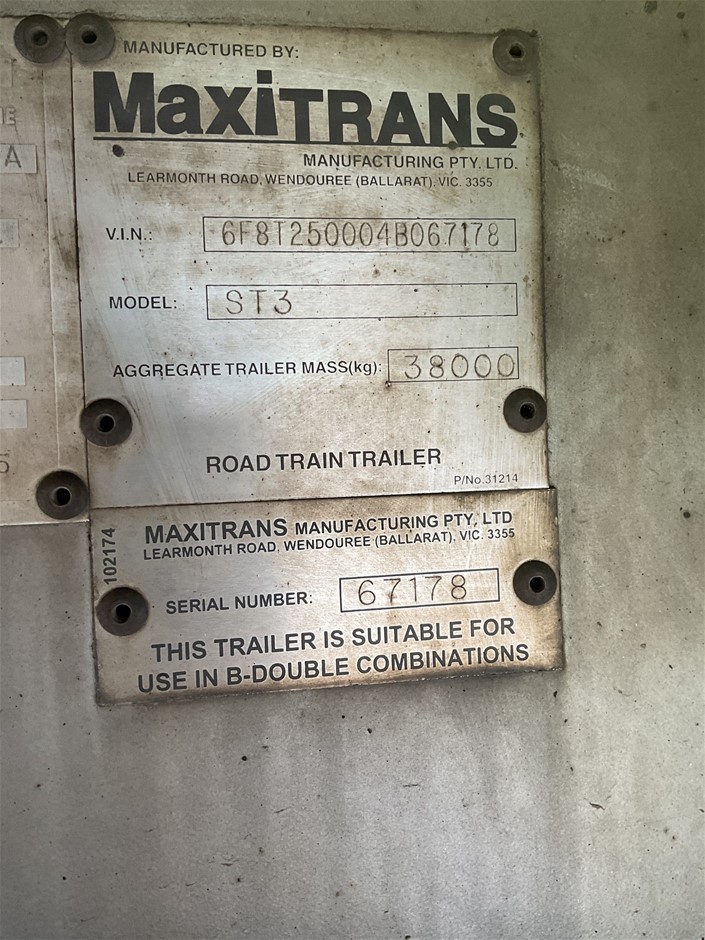 MANUFACTURED BY:
MaxiTRANS
MANUFACTURING PTY. LTD.
LEARMONTH ROAD, WENDOUREE (BALLARAT), VIC. 3355
V.I.N.: 6F8T250004B067178
MODEL: ST3
AGGREGATE TRAILER MASS(kg): 38000
ROAD TRAIN TRAILER
P/No.31214
102174
MAXITRANS MANUFACTURING PTY, LTD
LEARMONTH ROAD, WENDOUREE (BALLARAT), VIC. 3355
SERIAL NUMBER: 67178
THIS TRAILER IS SUITABLE FOR
USE IN B-DOUBLE COMBINATIONS